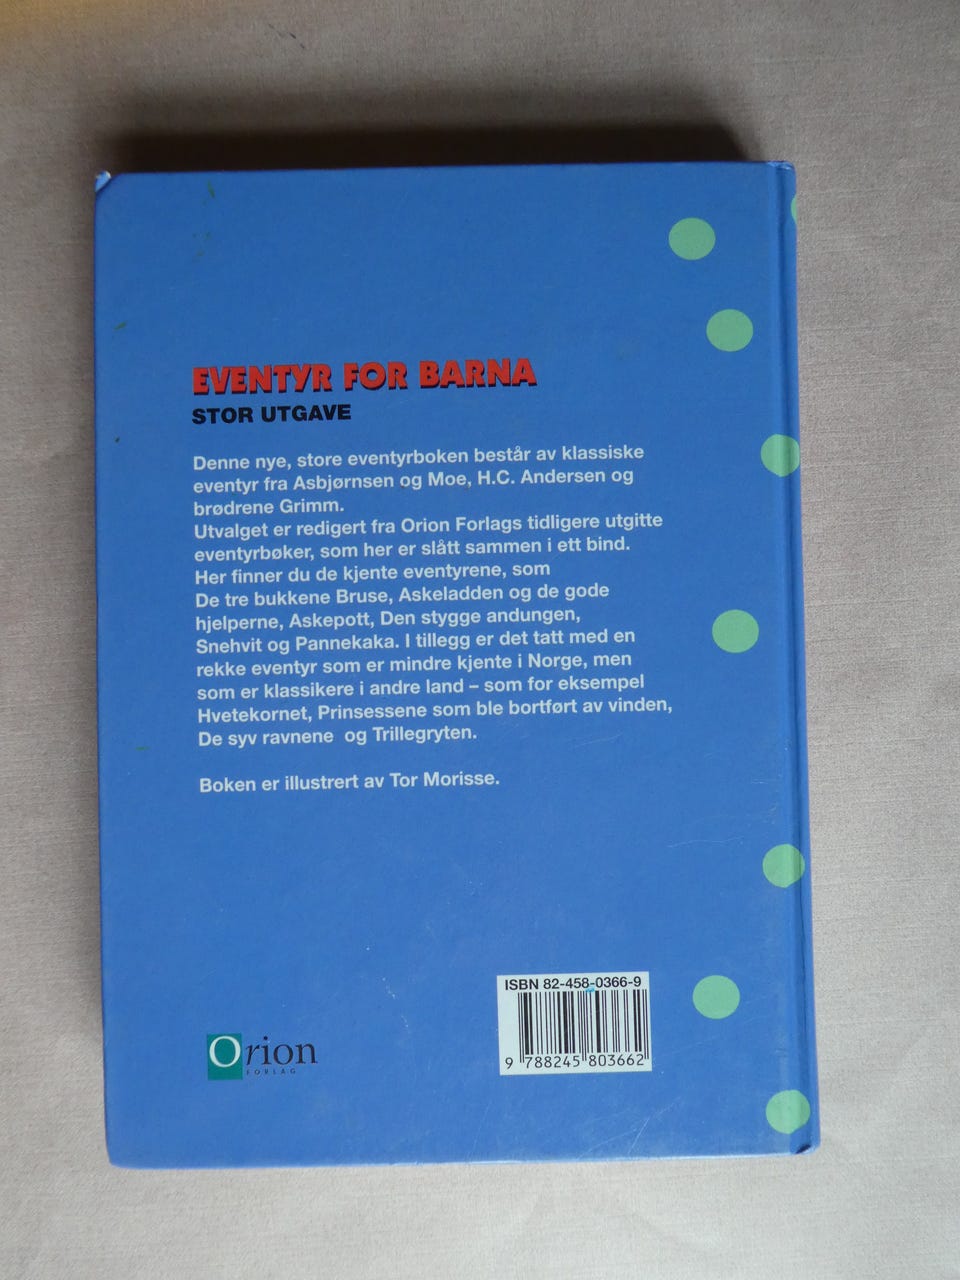 EVENTYR FOR BARNA
STOR UTGAVE
Denne nye, store eventyrboken består av klassiske
eventyr fra Asbjørnsen og Moe, H.C. Andersen og
brødrene Grimm.
Utvalget er redigert fra Orion Forlags tidligere utgitte
eventyrbøker, som her er slått sammen i ett bind.
Her finner du de kjente eventyrene, som
De tre bukkene Bruse, Askeladden og de gode
hjelperne, Askepott, Den stygge andungen,
Snehvit og Pannekaka. I tillegg er det tatt med en
rekke eventyr som er mindre kjente i Norge, men
som er klassikere i andre land – som for eksempel
Hvetekornet, Prinsessene som ble bortført av vinden,
De syv ravnene og Trillegryten.
Boken er illustrert av Tor Morisse.
ISBN 82-458-0366-9
9 788245 803662
Orion
FORLAG